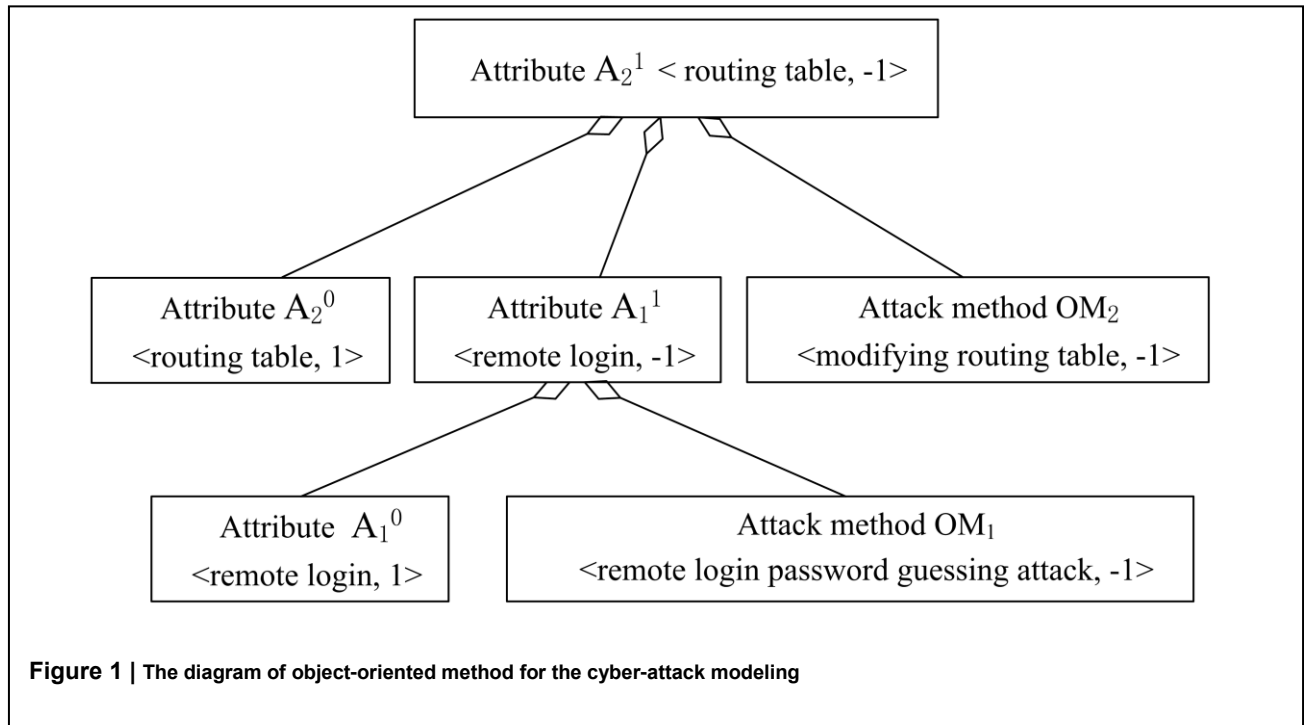 Attribute A₂¹ < routing table, -1>
Attribute A₂⁰
<routing table, 1>
Attribute A₁¹
<remote login, -1>
Attack method OM₂
<modifying routing table, -1>
Attribute A₁⁰
<remote login, 1>
Attack method OM₁
<remote login password guessing attack, -1>
Figure 1 | The diagram of object-oriented method for the cyber-attack modeling